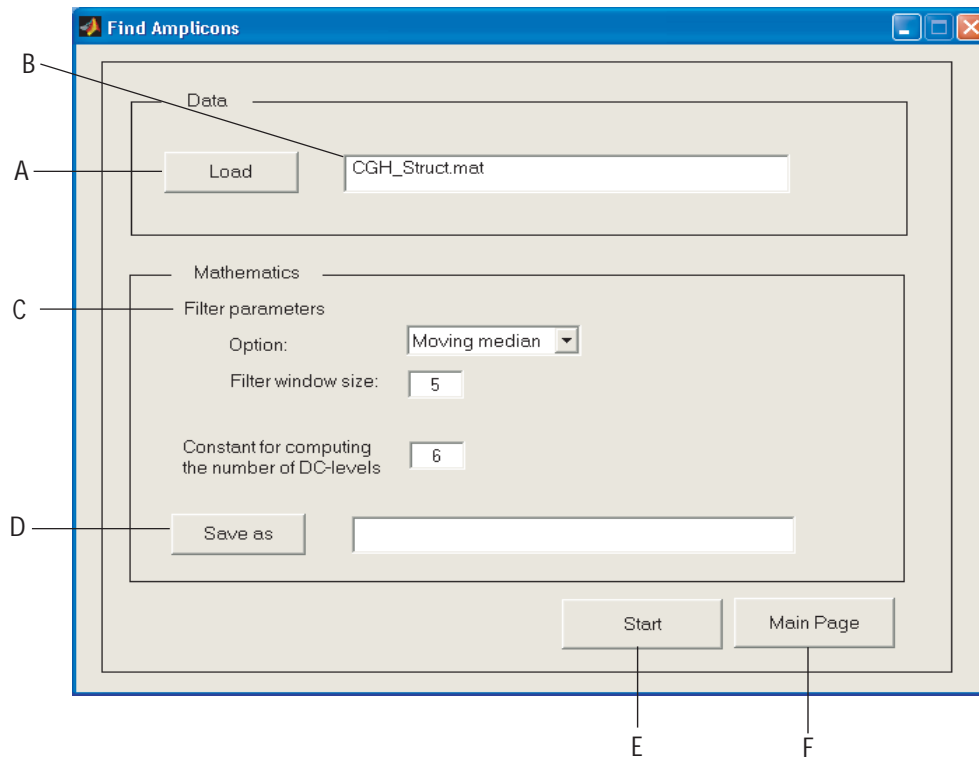 Find Amplicons
B
Data
A
Load
CGH_Struct.mat
Mathematics
C
Filter parameters
Option:
Moving median
Filter window size:
5
Constant for computing
the number of DC-levels
6
D
Save as
Start
Main Page
E
F